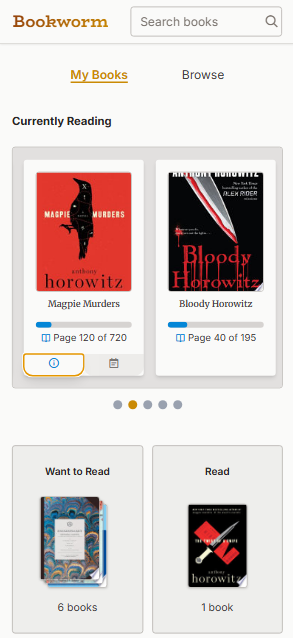 Bookworm
Search books
My Books
Browse
Currently Reading
MAGPIE MURDERS
anthony
horowitz
Magpie Murders
Page 120 of 720
ANTHONY HOROWITZ
ALEX RIDER
Bloody
Horowitz
Bloody Horowitz
Page 40 of 195
Want to Read
6 books
Read
anthony
horowitz
1 book